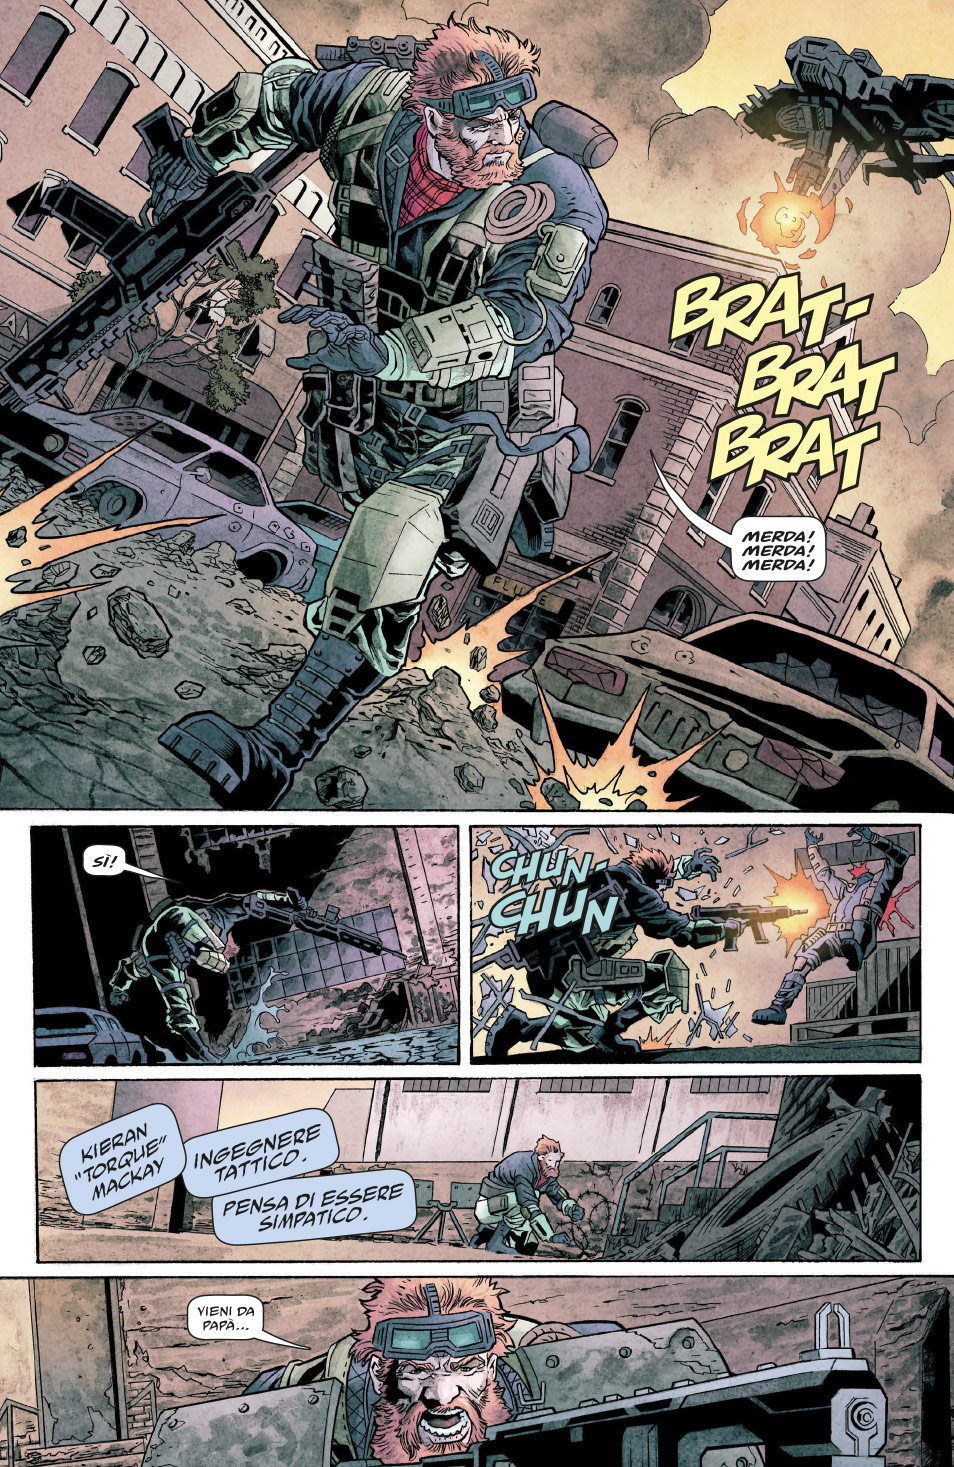 BRAT-
BRAT
BRAT
MERDA!
MERDA!
MERDA!
FLUE
SÌ!
CHUN-
CHUN
KIERAN
"TORQUE"
MACKAY
INGEGNERE
TATTICO.
PENSA DI ESSERE
SIMPATICO.
VIENI DA
PAPÀ...